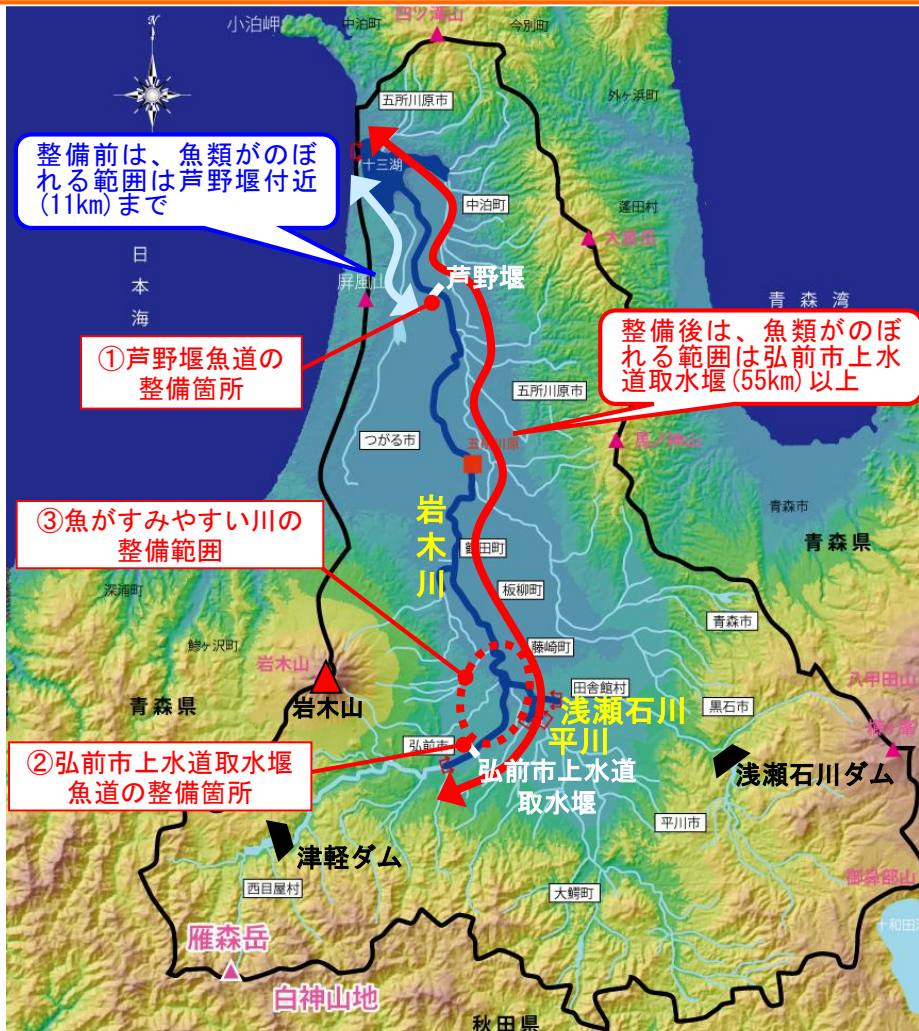 N
小泊岬
中泊町
四ツ滝山
今別町
外ヶ浜町
五所川原市
整備前は、魚類がのぼ
れる範囲は芦野堰付近
(11km)まで
十三湖
中泊町
蓬田村
大倉岳
日本海
屏風山
芦野堰
青森湾
①芦野堰魚道の
整備箇所
整備後は、魚類がのぼ
れる範囲は弘前市上水
道取水堰(55km)以上
五所川原市
つがる市
五所川原
源八森山
③魚がすみやすい川の
整備範囲
岩木川
青森市
青森県
鶴田町
深浦町
板柳町
青森市
鰺ヶ沢町
藤崎町
岩木山
田舎館村
八甲田山
青森県
岩木山
浅瀬石川
黒石市
平川
弘前市
②弘前市上水道取水堰
魚道の整備箇所
弘前市上水道
取水堰
浅瀬石川ダム
平川市
津軽ダム
御鼻部山
西目屋村
大鰐町
十和田湖
雁森岳
白神山地
秋田県